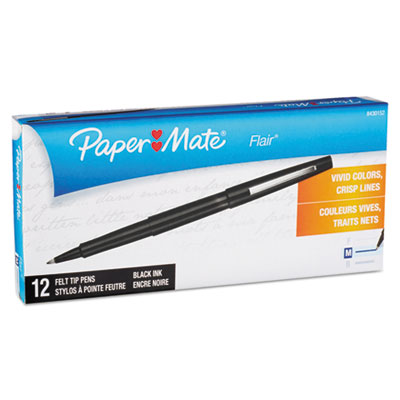 Paper Mate
Flair®
VIVID COLORS,
CRISP LINES
COULEURS VIVES,
TRAITS NETS
M
12 FELT TIP PENS
STYLOS À POINTE FEUTRE
BLACK INK
ENCRE NOIRE